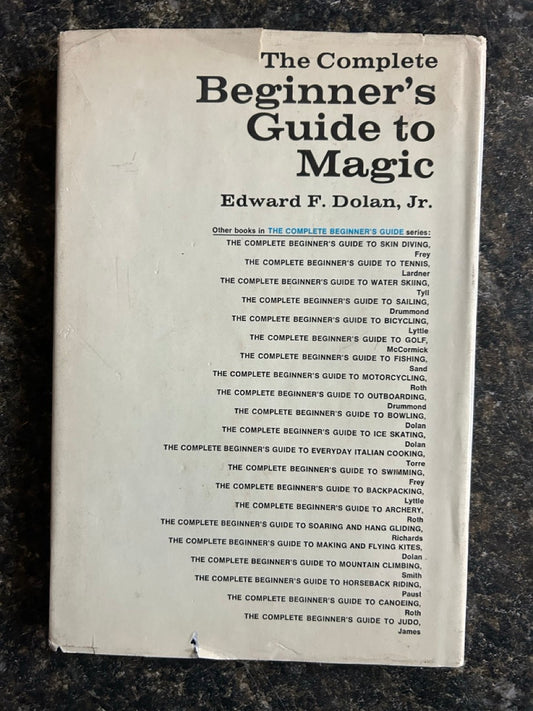 The Complete
Beginner's
Guide to
Magic
Edward F. Dolan, Jr.
Other books in THE COMPLETE BEGINNER'S GUIDE series:
THE COMPLETE BEGINNER'S GUIDE TO SKIN DIVING,
Frey
THE COMPLETE BEGINNER'S GUIDE TO TENNIS,
Lardner
THE COMPLETE BEGINNER'S GUIDE TO WATER SKIING,
Tyll
THE COMPLETE BEGINNER'S GUIDE TO SAILING,
Drummond
THE COMPLETE BEGINNER'S GUIDE TO BICYCLING,
Lyttle
THE COMPLETE BEGINNER'S GUIDE TO GOLF,
McCormick
THE COMPLETE BEGINNER'S GUIDE TO FISHING,
Sand
THE COMPLETE BEGINNER'S GUIDE TO MOTORCYCLING,
Roth
THE COMPLETE BEGINNER'S GUIDE TO OUTBOARDING,
Drummond
THE COMPLETE BEGINNER'S GUIDE TO BOWLING,
Dolan
THE COMPLETE BEGINNER'S GUIDE TO ICE SKATING,
Dolan
THE COMPLETE BEGINNER'S GUIDE TO EVERYDAY ITALIAN COOKING,
Torre
THE COMPLETE BEGINNER'S GUIDE TO SWIMMING,
Frey
THE COMPLETE BEGINNER'S GUIDE TO BACKPACKING,
Lyttle
THE COMPLETE BEGINNER'S GUIDE TO ARCHERY,
Roth
THE COMPLETE BEGINNER'S GUIDE TO SOARING AND HANG GLIDING,
Richards
THE COMPLETE BEGINNER'S GUIDE TO MAKING AND FLYING KITES,
Dolan
THE COMPLETE BEGINNER'S GUIDE TO MOUNTAIN CLIMBING,
Smith
THE COMPLETE BEGINNER'S GUIDE TO HORSEBACK RIDING,
Paust
THE COMPLETE BEGINNER'S GUIDE TO CANOEING,
Roth
THE COMPLETE BEGINNER'S GUIDE TO JUDO,
James